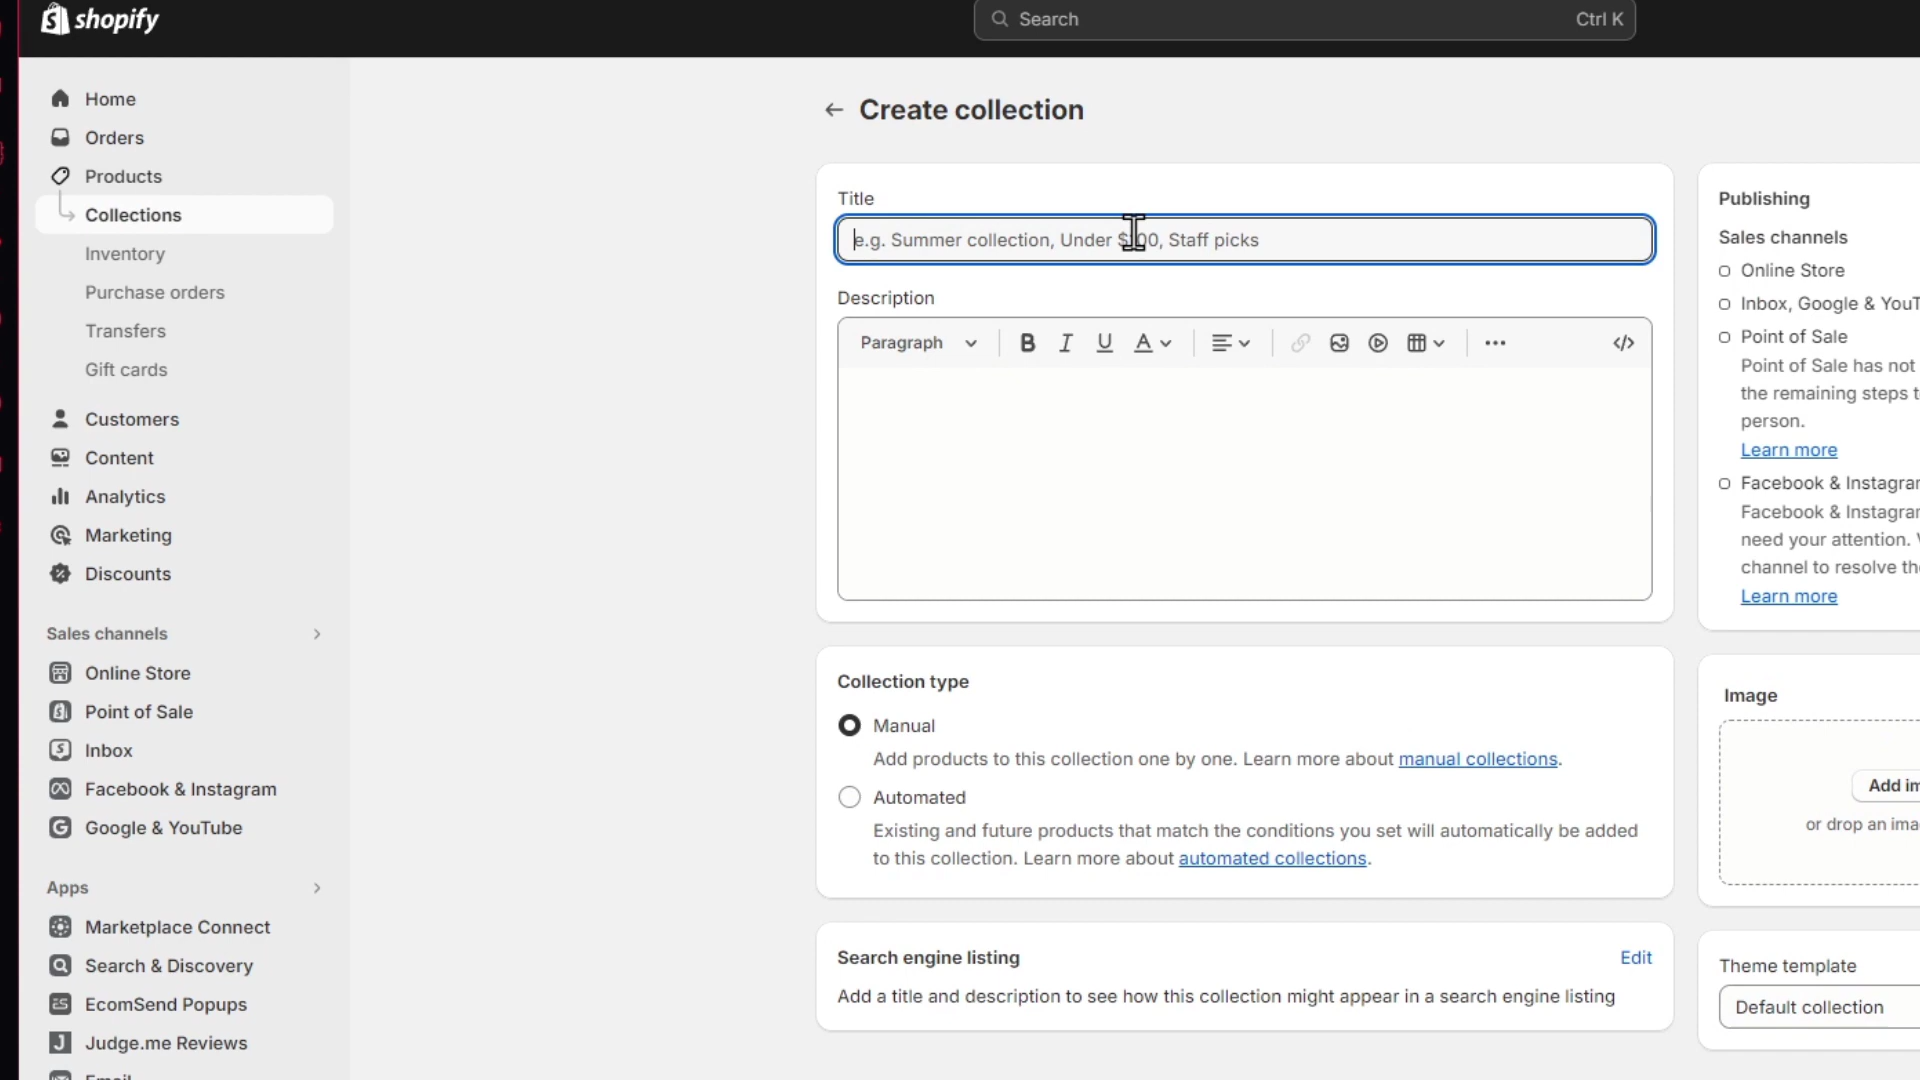 shopify
Search
Ctrl K
Home
Orders
Products
Collections
Inventory
Purchase orders
Transfers
Gift cards
Customers
Content
Analytics
Marketing
Discounts
Sales channels
Online Store
Point of Sale
Inbox
Facebook & Instagram
Google & YouTube
Apps
Marketplace Connect
Search & Discovery
EcomSend Popups
Judge.me Reviews
Create collection
Title
e.g. Summer collection, Under $100, Staff picks
Description
Paragraph
Collection type
Manual
Add products to this collection one by one. Learn more about manual collections.
Automated
Existing and future products that match the conditions you set will automatically be added
to this collection. Learn more about automated collections.
Search engine listing
Edit
Add a title and description to see how this collection might appear in a search engine listing
Publishing
Sales channels
Online Store
Inbox, Google & YouT
Point of Sale
Point of Sale has not
the remaining steps t
person.
Learn more
Facebook & Instagra
Facebook & Instagra
need your attention.
channel to resolve th
Learn more
Image
Add im
or drop an ima
Theme template
Default collection